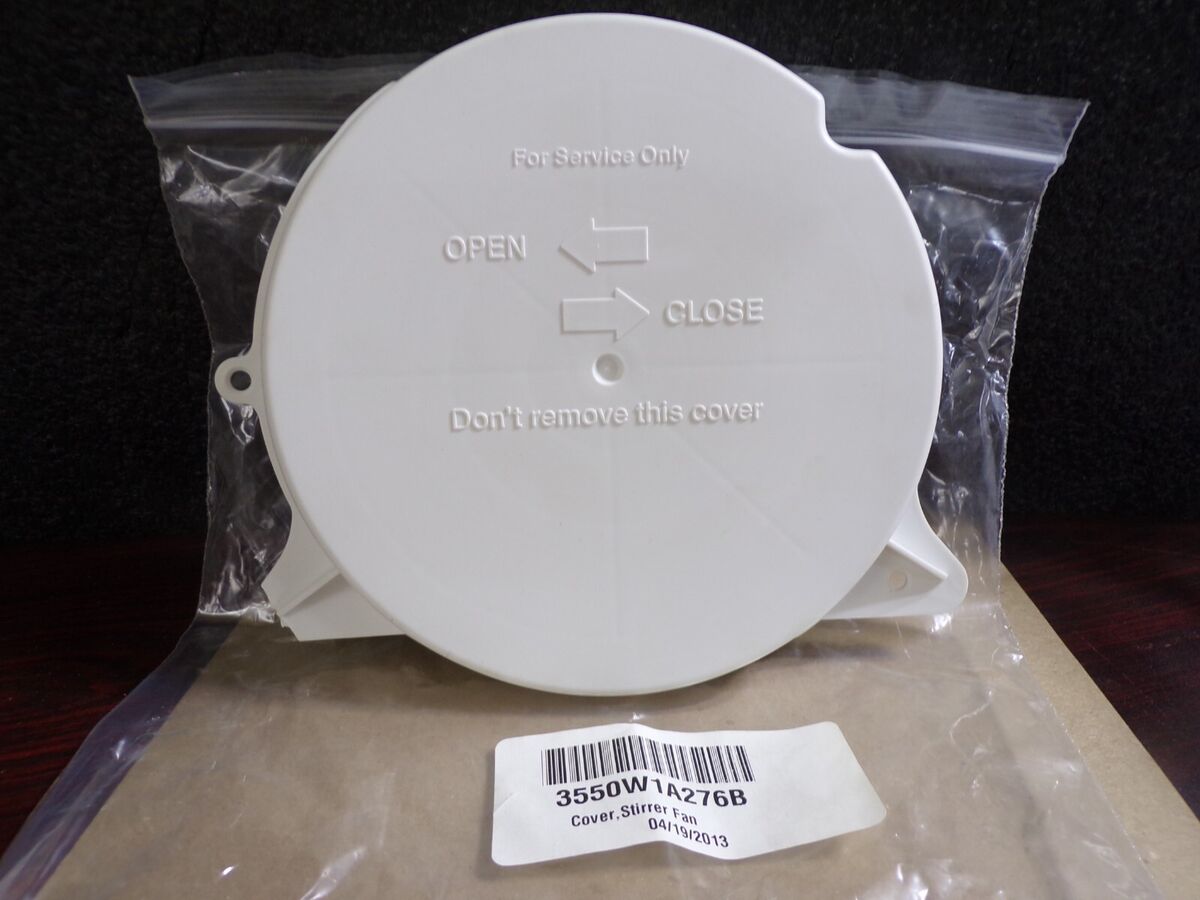 For Service Only
OPEN
CLOSE
Don't remove this cover
3550W1A276B
Cover,Stirrer Fan
04/19/2013